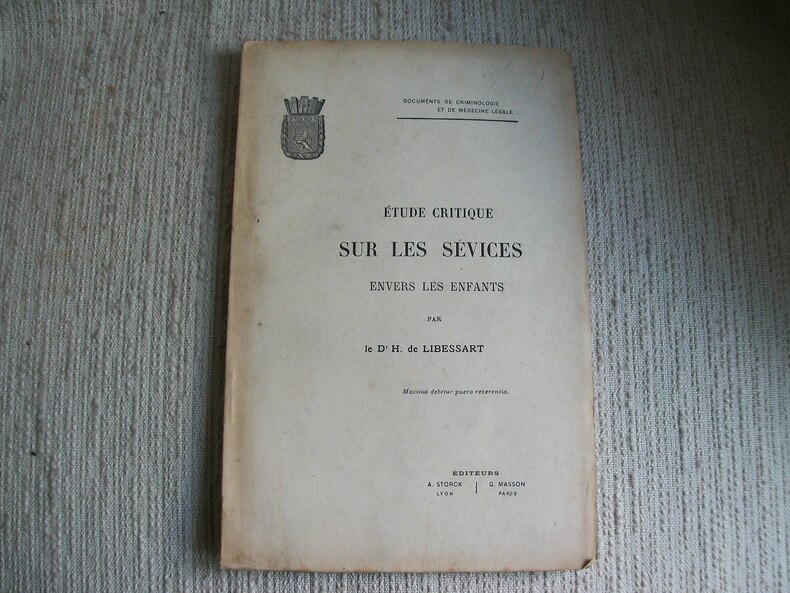 DOCUMENTS DE CRIMINOLOGIE
ET DE MÉDECINE LÉGALE
ÉTUDE CRITIQUE
SUR LES SÉVICES
ENVERS LES ENFANTS
PAR
le Dr H. de LIBESSART
Maxima debetur puero reverentia.
ÉDITEURS
A. STORCK | G. MASSON
LYON PARIS